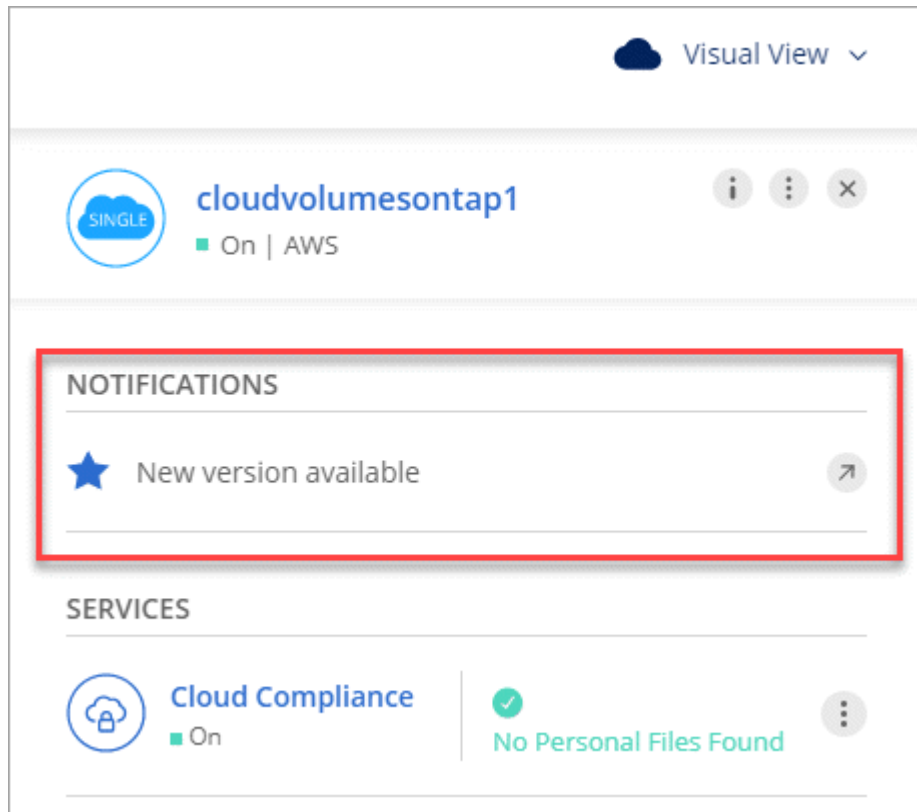 Visual View
SINGLE
cloudvolumesontap1
On | AWS
NOTIFICATIONS
New version available
SERVICES
Cloud Compliance
On
No Personal Files Found